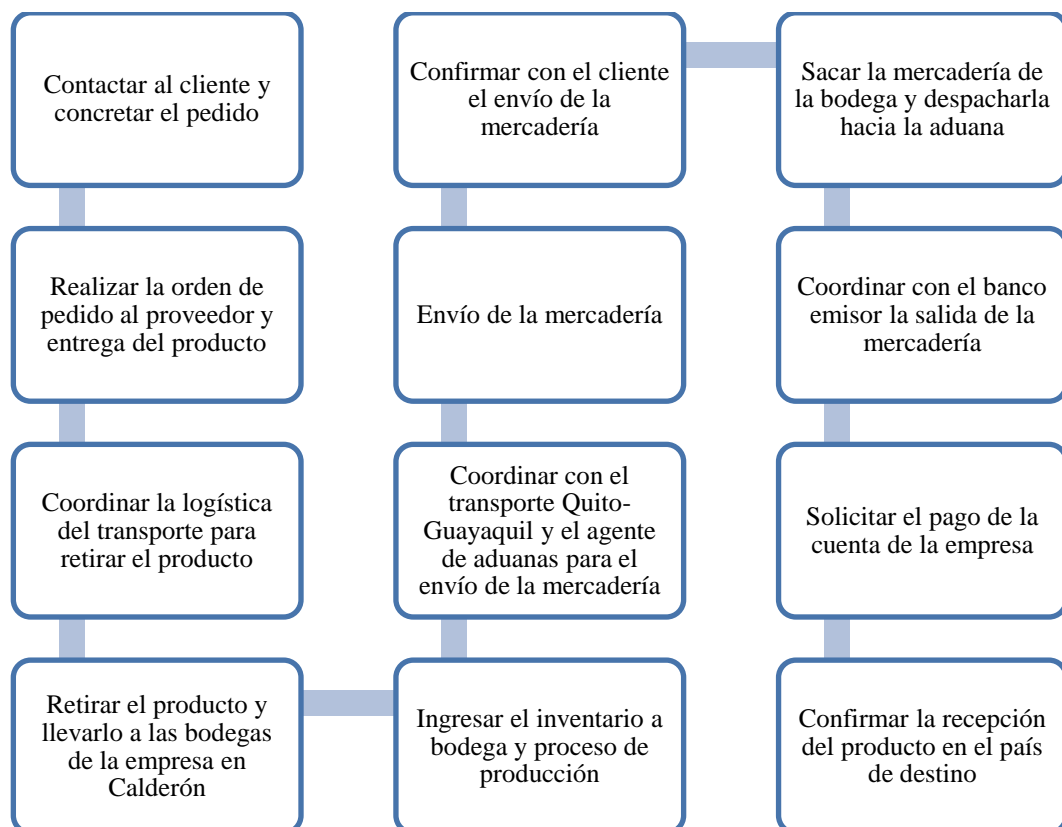 Contactar al cliente y
concretar el pedido
Realizar la orden de
pedido al proveedor y
entrega del producto
Coordinar la logística
del transporte para
retirar el producto
Retirar el producto y
llevarlo a las bodegas
de la empresa en
Calderón
Ingresar el inventario a
bodega y proceso de
producción
Coordinar con el
transporte Quito-
Guayaquil y el agente
de aduanas para el
envío de la mercadería
Envío de la mercadería
Confirmar con el cliente
el envío de la
mercadería
Sacar la mercadería de
la bodega y despacharla
hacia la aduana
Coordinar con el banco
emisor la salida de la
mercadería
Solicitar el pago de la
cuenta de la empresa
Confirmar la recepción
del producto en el país
de destino